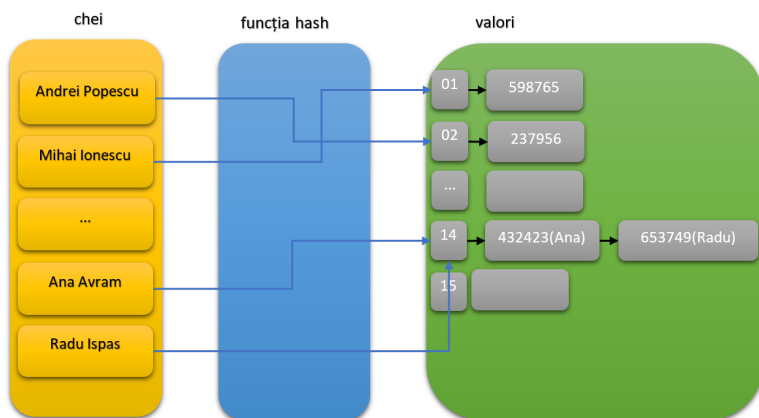 chei
funcția hash
valori
Andrei Popescu
Mihai Ionescu
...
Ana Avram
Radu Ispas
01
598765
02
237956
...
14
432423(Ana)
653749(Radu)
15